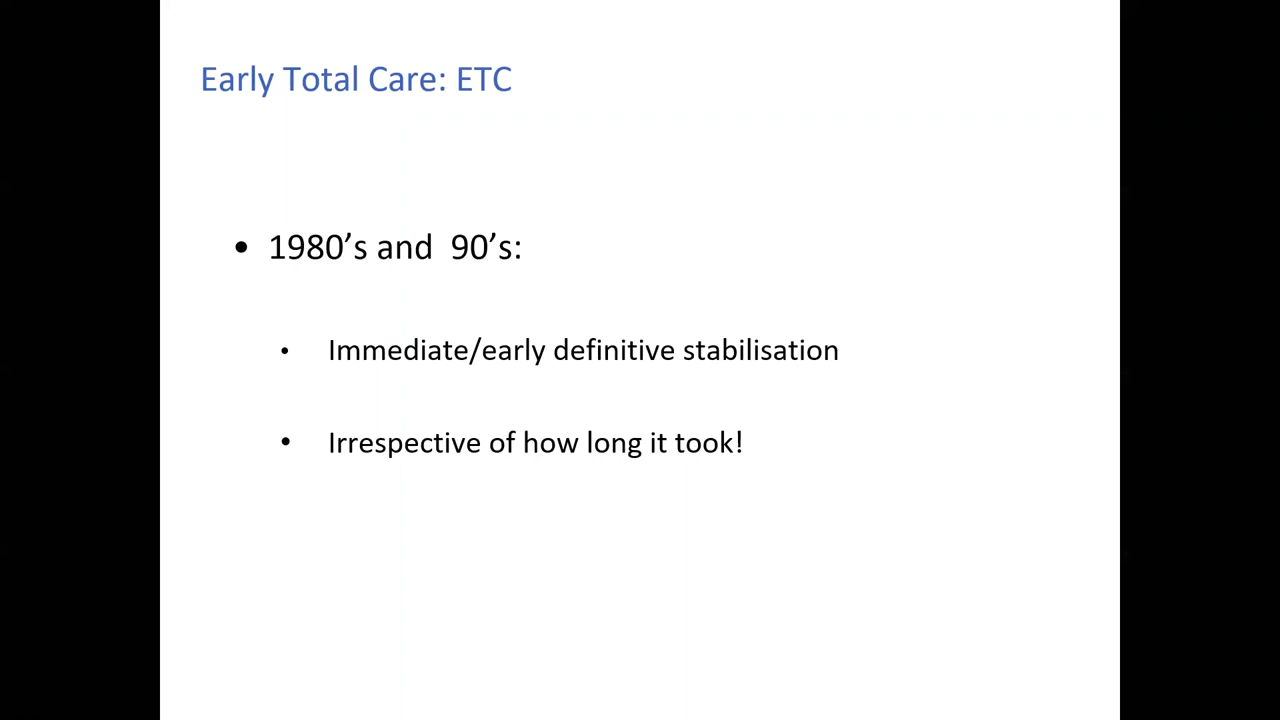 Early Total Care: ETC
• 1980’s and  90’s:
• Immediate/early definitive stabilisation
• Irrespective of how long it took!